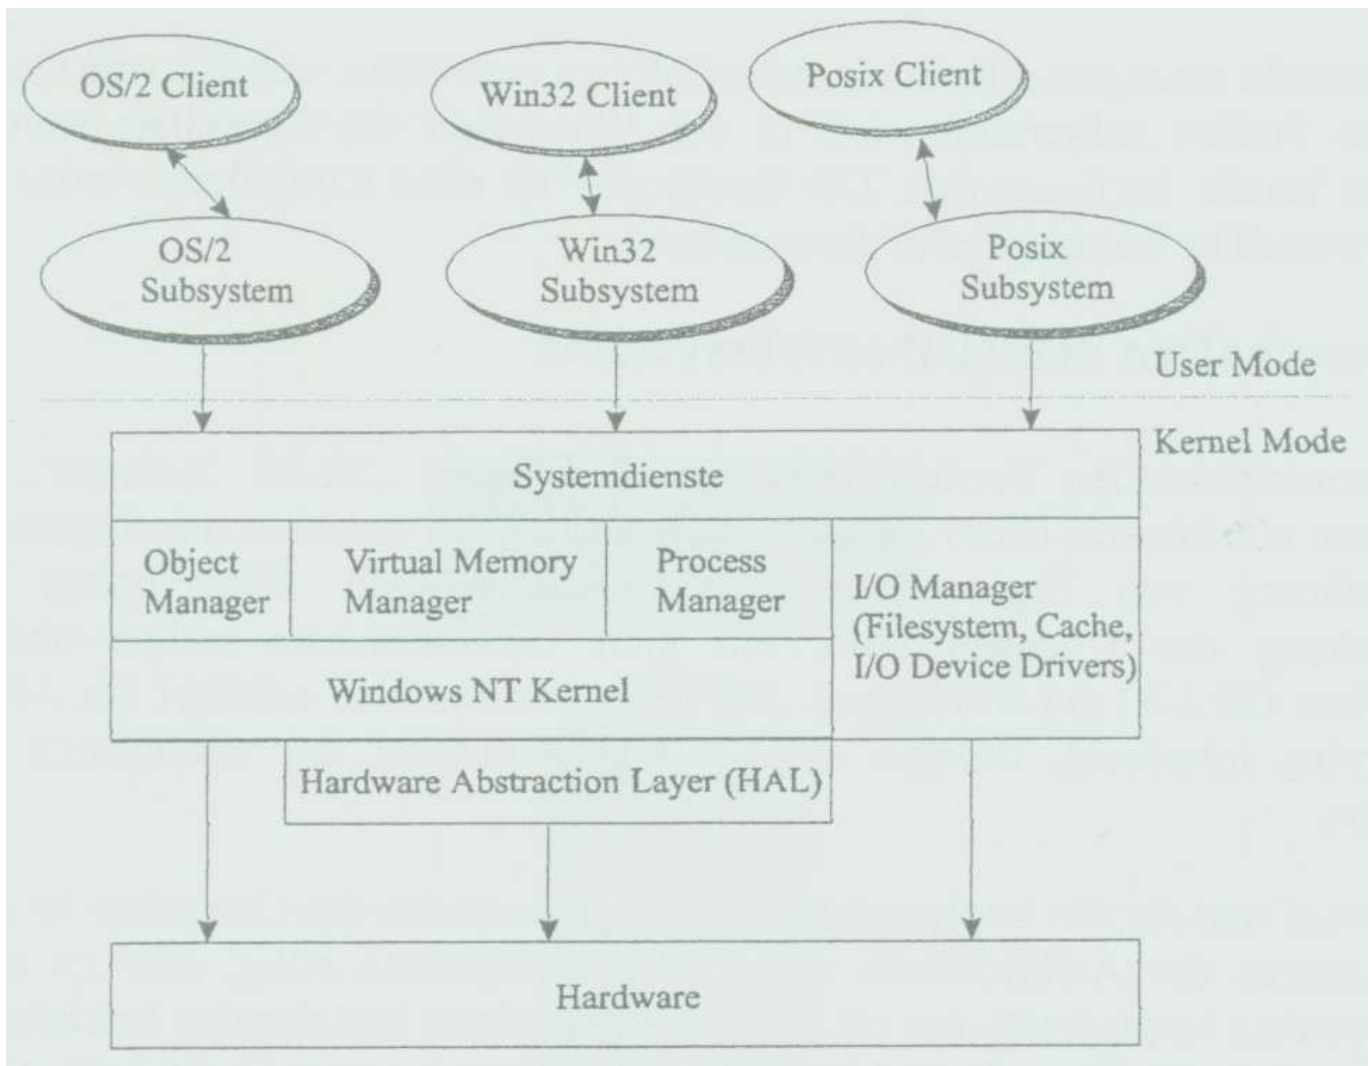 OS/2 Client
Win32 Client
Posix Client
OS/2
Subsystem
Win32
Subsystem
Posix
Subsystem
User Mode
Kernel Mode
Systemdienste
Object
Manager
Virtual Memory
Manager
Process
Manager
I/O Manager
(Filesystem, Cache,
I/O Device Drivers)
Windows NT Kernel
Hardware Abstraction Layer (HAL)
Hardware